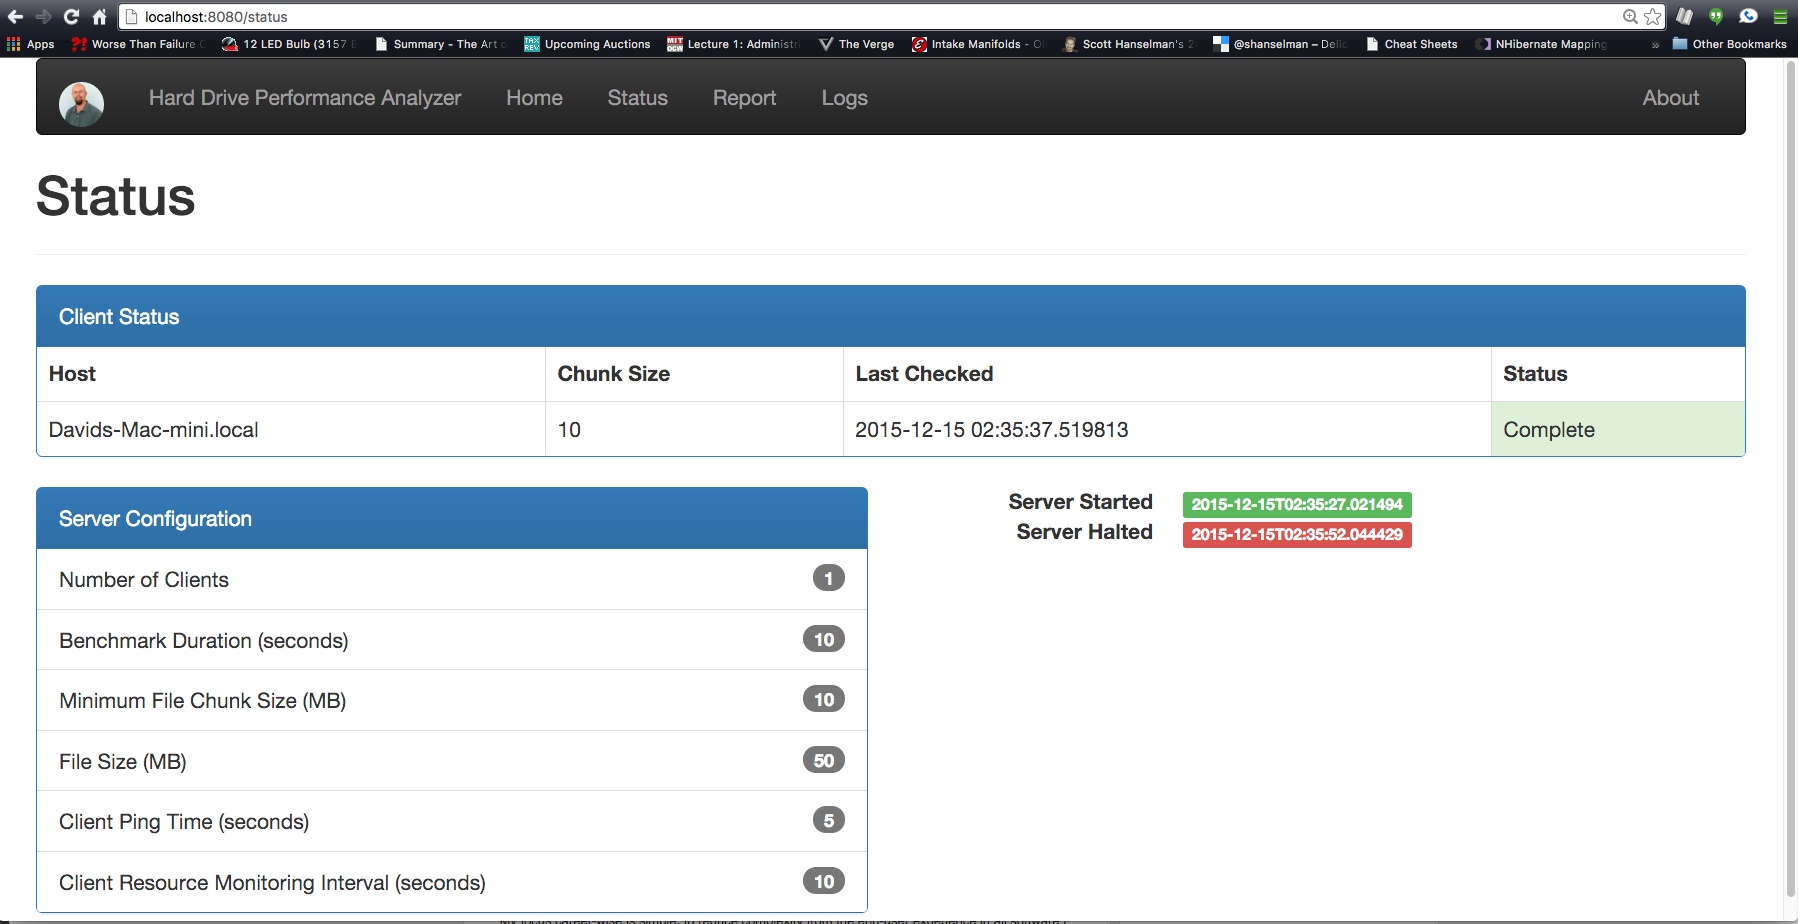 localhost:8080/status
Apps Worse Than Failure 12 LED Bulb (3157 Summary - The Art Upcoming Auctions Lecture 1: Administr The Verge Intake Manifolds - Scott Hanselman's 2 @shanselman – Delic Cheat Sheets NHibernate Mapping » Other Bookmarks
Hard Drive Performance Analyzer Home Status Report Logs About
Status
Client Status
Host Chunk Size Last Checked Status
Davids-Mac-mini.local 10 2015-12-15 02:35:37.519813 Complete
Server Configuration
Number of Clients 1
Benchmark Duration (seconds) 10
Minimum File Chunk Size (MB) 10
File Size (MB) 50
Client Ping Time (seconds) 5
Client Resource Monitoring Interval (seconds) 10
Server Started 2015-12-15T02:35:27.021494
Server Halted 2015-12-15T02:35:52.044429